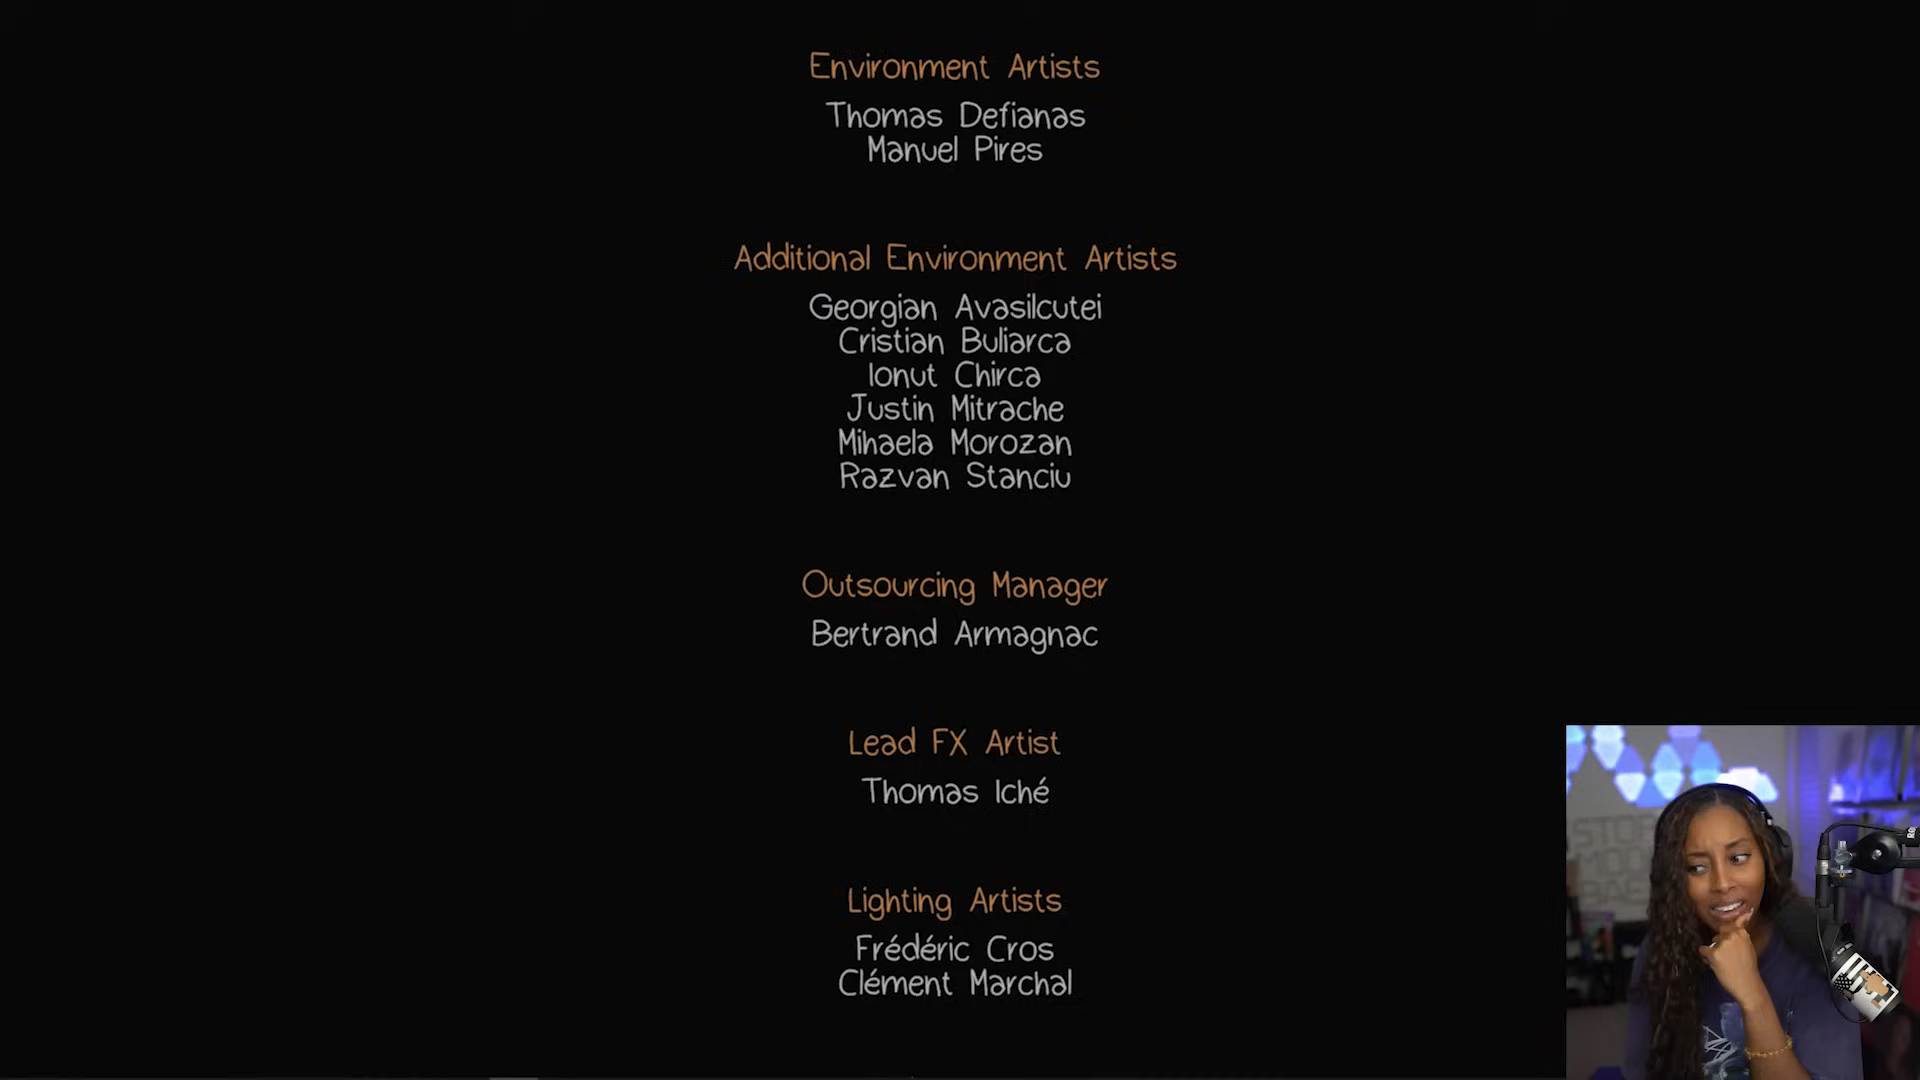 Environment Artists
Thomas Defianas
Manuel Pires
Additional Environment Artists
Georgian Avasilcutei
Cristian Buliarca
Ionut Chirca
Justin Mitrache
Mihaela Morozan
Razvan Stanciu
Outsourcing Manager
Bertrand Armagnac
Lead FX Artist
Thomas Iché
Lighting Artists
Frédéric Cros
Clément Marchal